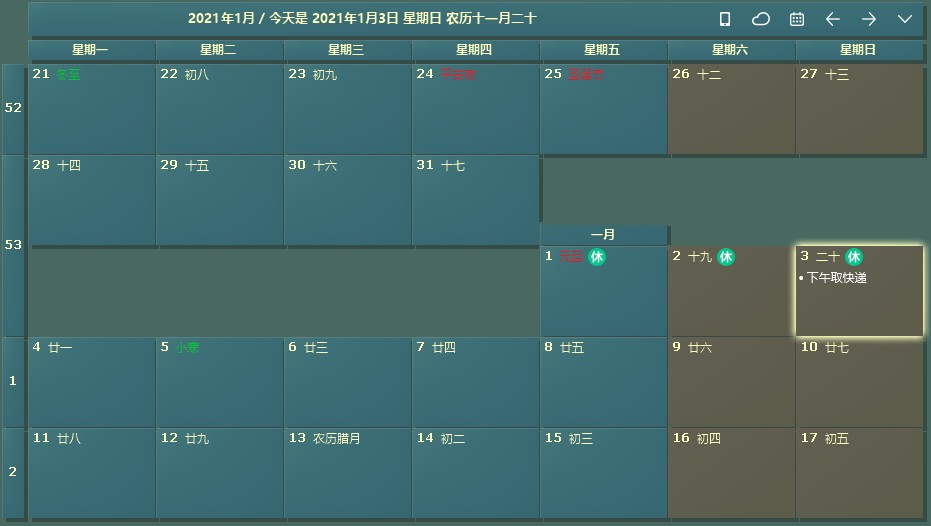 2021年1月 / 今天是 2021年1月3日 星期日 农历十一月二十
星期一 星期二 星期三 星期四 星期五 星期六 星期日
52
21 冬至 22 初八 23 初九 24 平安夜 25 圣诞节 26 十二 27 十三
28 十四 29 十五 30 十六 31 十七
53
一月
1 元旦 休 2 十九 休 3 二十 休
• 下午取快递
1
4 廿一 5 小寒 6 廿三 7 廿四 8 廿五 9 廿六 10 廿七
2
11 廿八 12 廿九 13 农历腊月 14 初二 15 初三 16 初四 17 初五